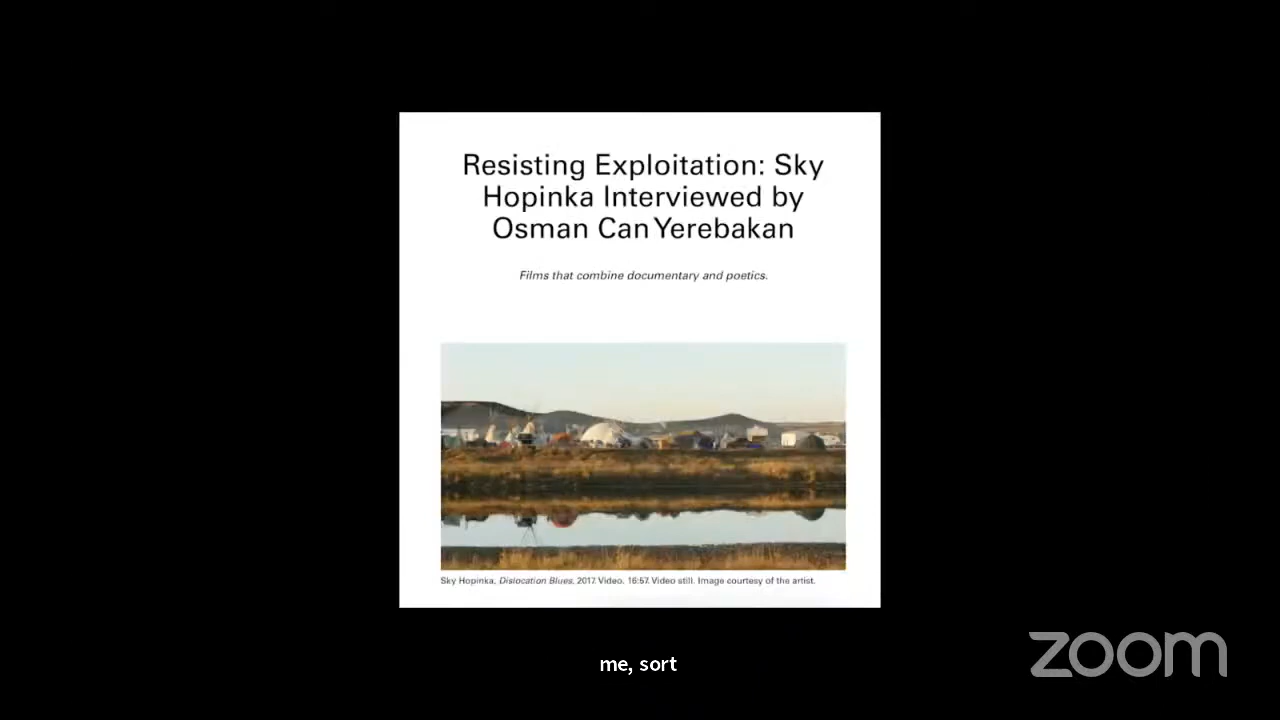 Resisting Exploitation: Sky
Hopinka Interviewed by
Osman Can Yerebakan
Films that combine documentary and poetics.
Sky Hopinka, Dislocation Blues, 2017. Video. 16:57. Video still. Image courtesy of the artist.
me, sort
zoom